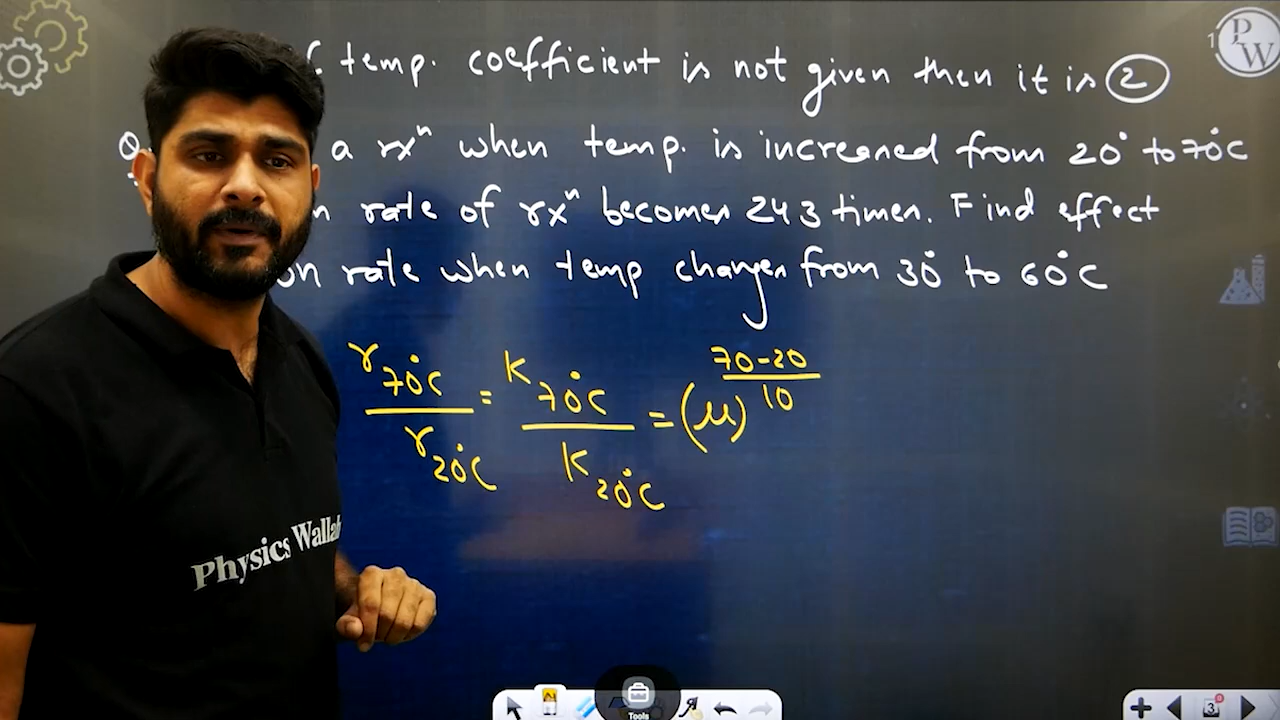 temp. coefficient is not given then it is 2
a rxⁿ when temp. is increased from 20° to 70°C
rate of rxⁿ becomes 243 times. Find effect
on rate when temp changes from 30° to 60°C
r70°C / r20°C = K70°C / K20°C = (μ)^(70-20)/10
Physics Wallah
PW
Tools
3